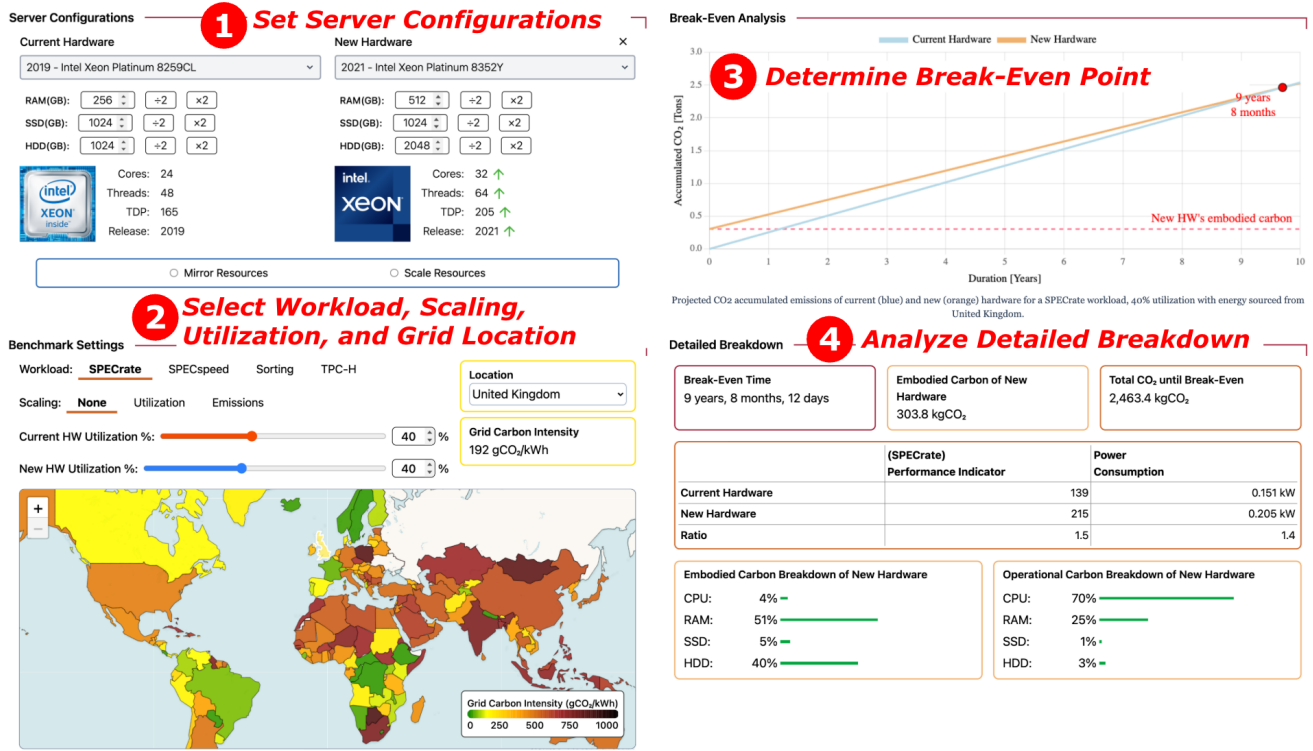 Server Configurations
1 Set Server Configurations
Current Hardware
2019 - Intel Xeon Platinum 8259CL
RAM(GB): 256 ÷2 ×2
SSD(GB): 1024 ÷2 ×2
HDD(GB): 1024 ÷2 ×2
intel
XEON
inside
Cores: 24
Threads: 48
TDP: 165
Release: 2019
New Hardware ×
2021 - Intel Xeon Platinum 8352Y
RAM(GB): 512 ÷2 ×2
SSD(GB): 1024 ÷2 ×2
HDD(GB): 2048 ÷2 ×2
intel.
XEON
Cores: 32 ↑
Threads: 64 ↑
TDP: 205 ↑
Release: 2021 ↑
Mirror Resources
Scale Resources
2 Select Workload, Scaling,
Utilization, and Grid Location
Benchmark Settings
Workload: SPECrate SPECspeed Sorting TPC-H
Scaling: None Utilization Emissions
Current HW Utilization %: 40 %
New HW Utilization %: 40 %
Location
United Kingdom
Grid Carbon Intensity
192 gCO₂/kWh
+
−
Grid Carbon Intensity (gCO₂/kWh)
0 250 500 750 1000
Break-Even Analysis
Current Hardware New Hardware
3 Determine Break-Even Point
Accumulated CO₂ [Tons]
3.0
2.5
2.0
1.5
1.0
0.5
0.0
9 years
8 months
New HW's embodied carbon
0 1 2 3 4 5 6 7 8 9 10
Duration [Years]
Projected CO2 accumulated emissions of current (blue) and new (orange) hardware for a SPECrate workload, 40% utilization with energy sourced from
United Kingdom.
4 Analyze Detailed Breakdown
Detailed Breakdown
Break-Even Time
9 years, 8 months, 12 days
Embodied Carbon of New
Hardware
303.8 kgCO₂
Total CO₂ until Break-Even
2,463.4 kgCO₂
(SPECrate) Power
Performance Indicator Consumption
Current Hardware 139 0.151 kW
New Hardware 215 0.205 kW
Ratio 1.5 1.4
Embodied Carbon Breakdown of New Hardware
CPU: 4%
RAM: 51%
SSD: 5%
HDD: 40%
Operational Carbon Breakdown of New Hardware
CPU: 70%
RAM: 25%
SSD: 1%
HDD: 3%